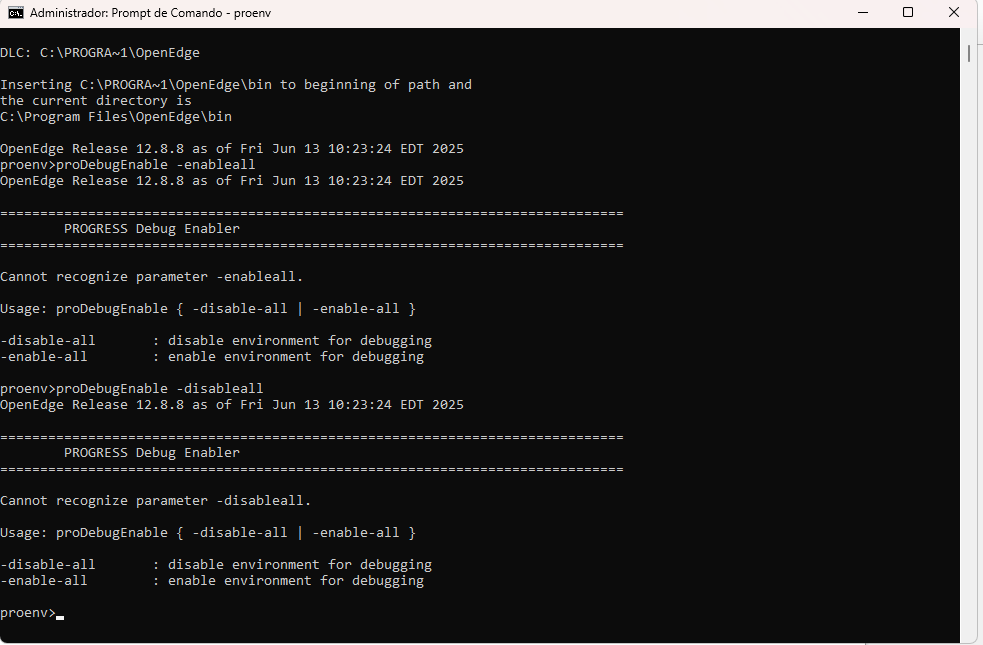 Administrador: Prompt de Comando - proenv
DLC: C:\PROGRA~1\OpenEdge
Inserting C:\PROGRA~1\OpenEdge\bin to beginning of path and
the current directory is
C:\Program Files\OpenEdge\bin
OpenEdge Release 12.8.8 as of Fri Jun 13 10:23:24 EDT 2025
proenv>proDebugEnable -enableall
OpenEdge Release 12.8.8 as of Fri Jun 13 10:23:24 EDT 2025
==============================================================================
PROGRESS Debug Enabler
==============================================================================
Cannot recognize parameter -enableall.
Usage: proDebugEnable { -disable-all | -enable-all }
-disable-all       : disable environment for debugging
-enable-all        : enable environment for debugging
proenv>proDebugEnable -disableall
OpenEdge Release 12.8.8 as of Fri Jun 13 10:23:24 EDT 2025
==============================================================================
PROGRESS Debug Enabler
==============================================================================
Cannot recognize parameter -disableall.
Usage: proDebugEnable { -disable-all | -enable-all }
-disable-all       : disable environment for debugging
-enable-all        : enable environment for debugging
proenv>